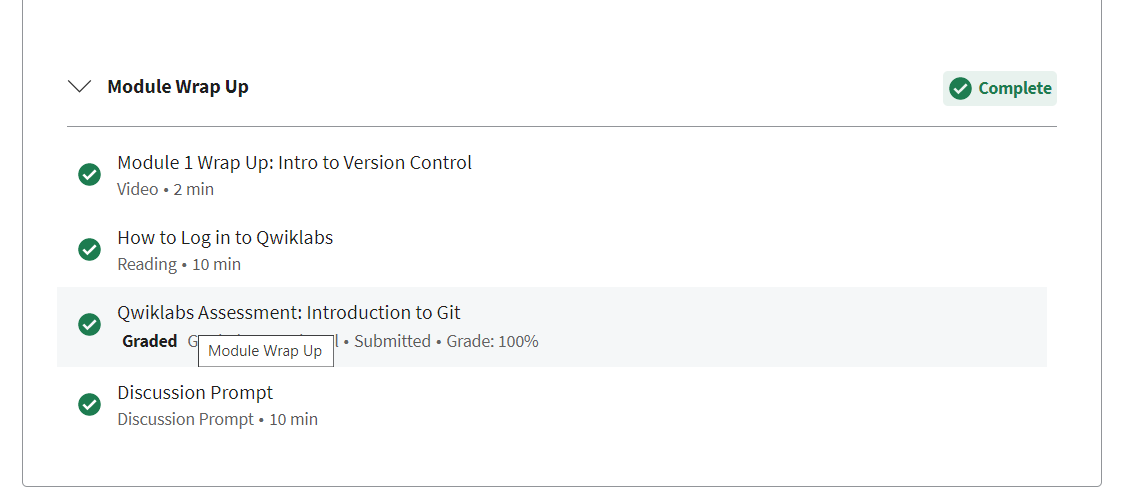 Module Wrap Up
Complete
Module 1 Wrap Up: Intro to Version Control
Video • 2 min
How to Log in to Qwiklabs
Reading • 10 min
Qwiklabs Assessment: Introduction to Git
Graded • Submitted • Grade: 100%
Module Wrap Up
Discussion Prompt
Discussion Prompt • 10 min